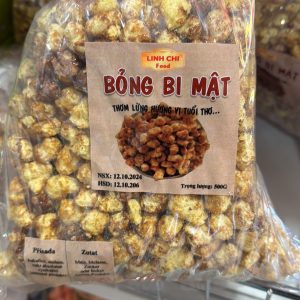 LINH CHI
Food
BỎNG BI MẬT
THƠM LỪNG HƯƠNG VỊ TUỔI THƠ...
NSX: 12.10.2024
HSD: 12.10.206
Trọng lượng: 500G
Přísada
Zutat